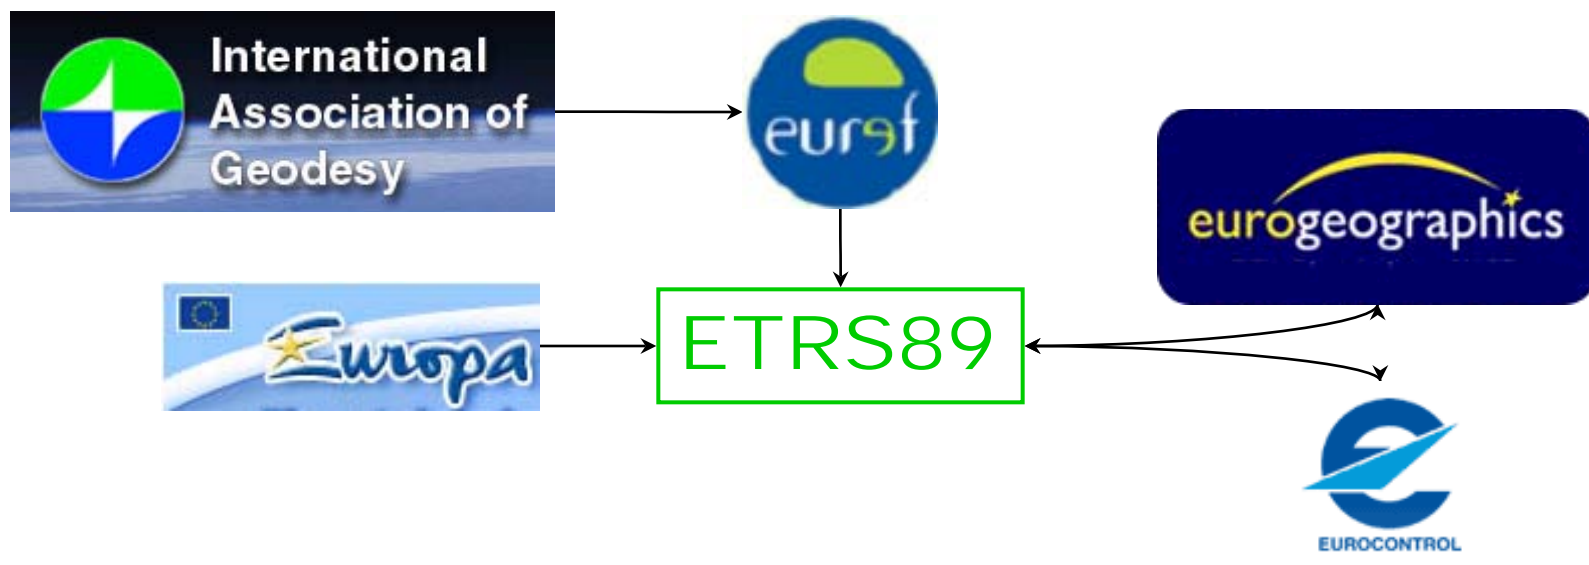 International
Association of
Geodesy
euref
eurogeographics
Europa
ETRS89
EUROCONTROL